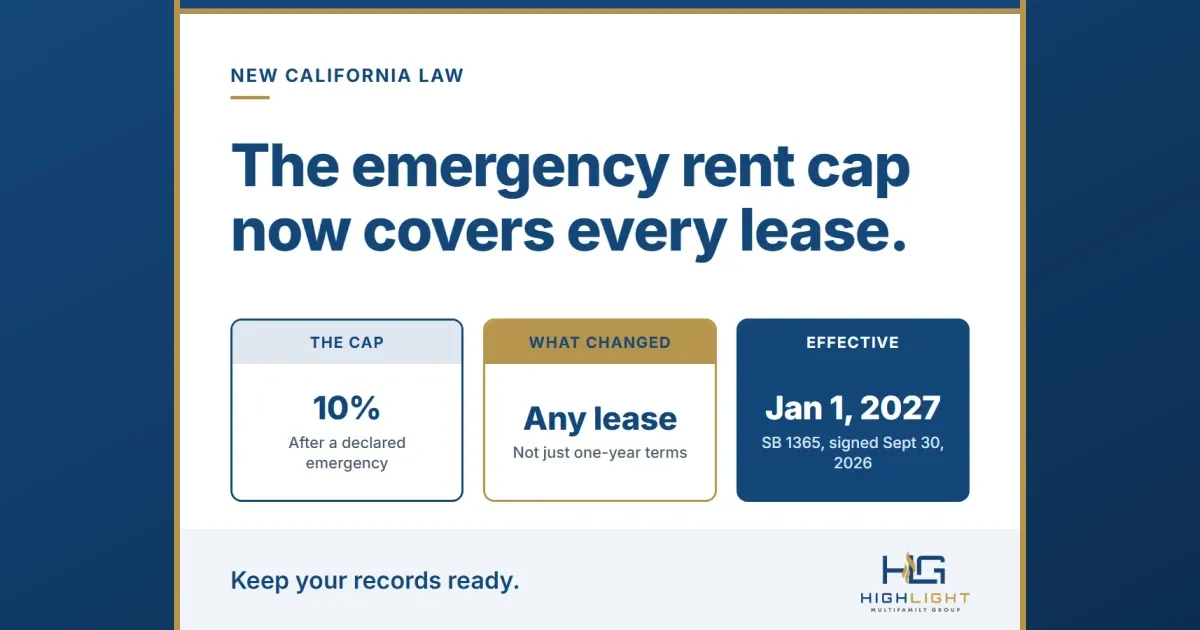 NEW CALIFORNIA LAW
The emergency rent cap
now covers every lease.
THE CAP
10%
After a declared
emergency
WHAT CHANGED
Any lease
Not just one-year terms
EFFECTIVE
Jan 1, 2027
SB 1365, signed Sept 30,
2026
Keep your records ready.
HLG
HIGHLIGHT
MULTIFAMILY GROUP